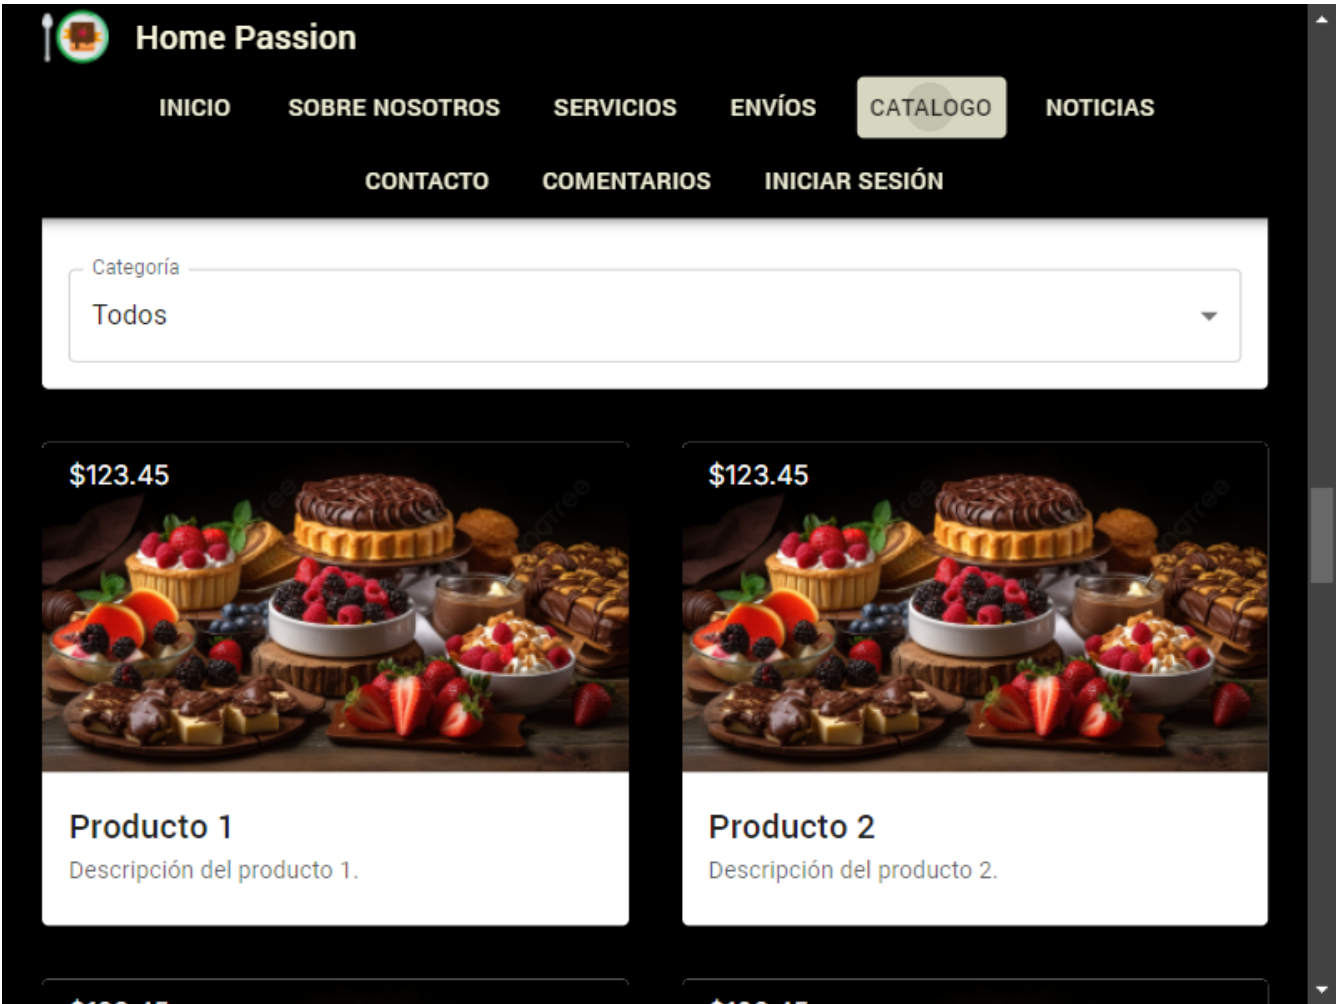 Home Passion
INICIO SOBRE NOSOTROS SERVICIOS ENVÍOS CATALOGO NOTICIAS
CONTACTO COMENTARIOS INICIAR SESIÓN
Categoría
Todos
$123.45 $123.45
Producto 1 Producto 2
Descripción del producto 1. Descripción del producto 2.